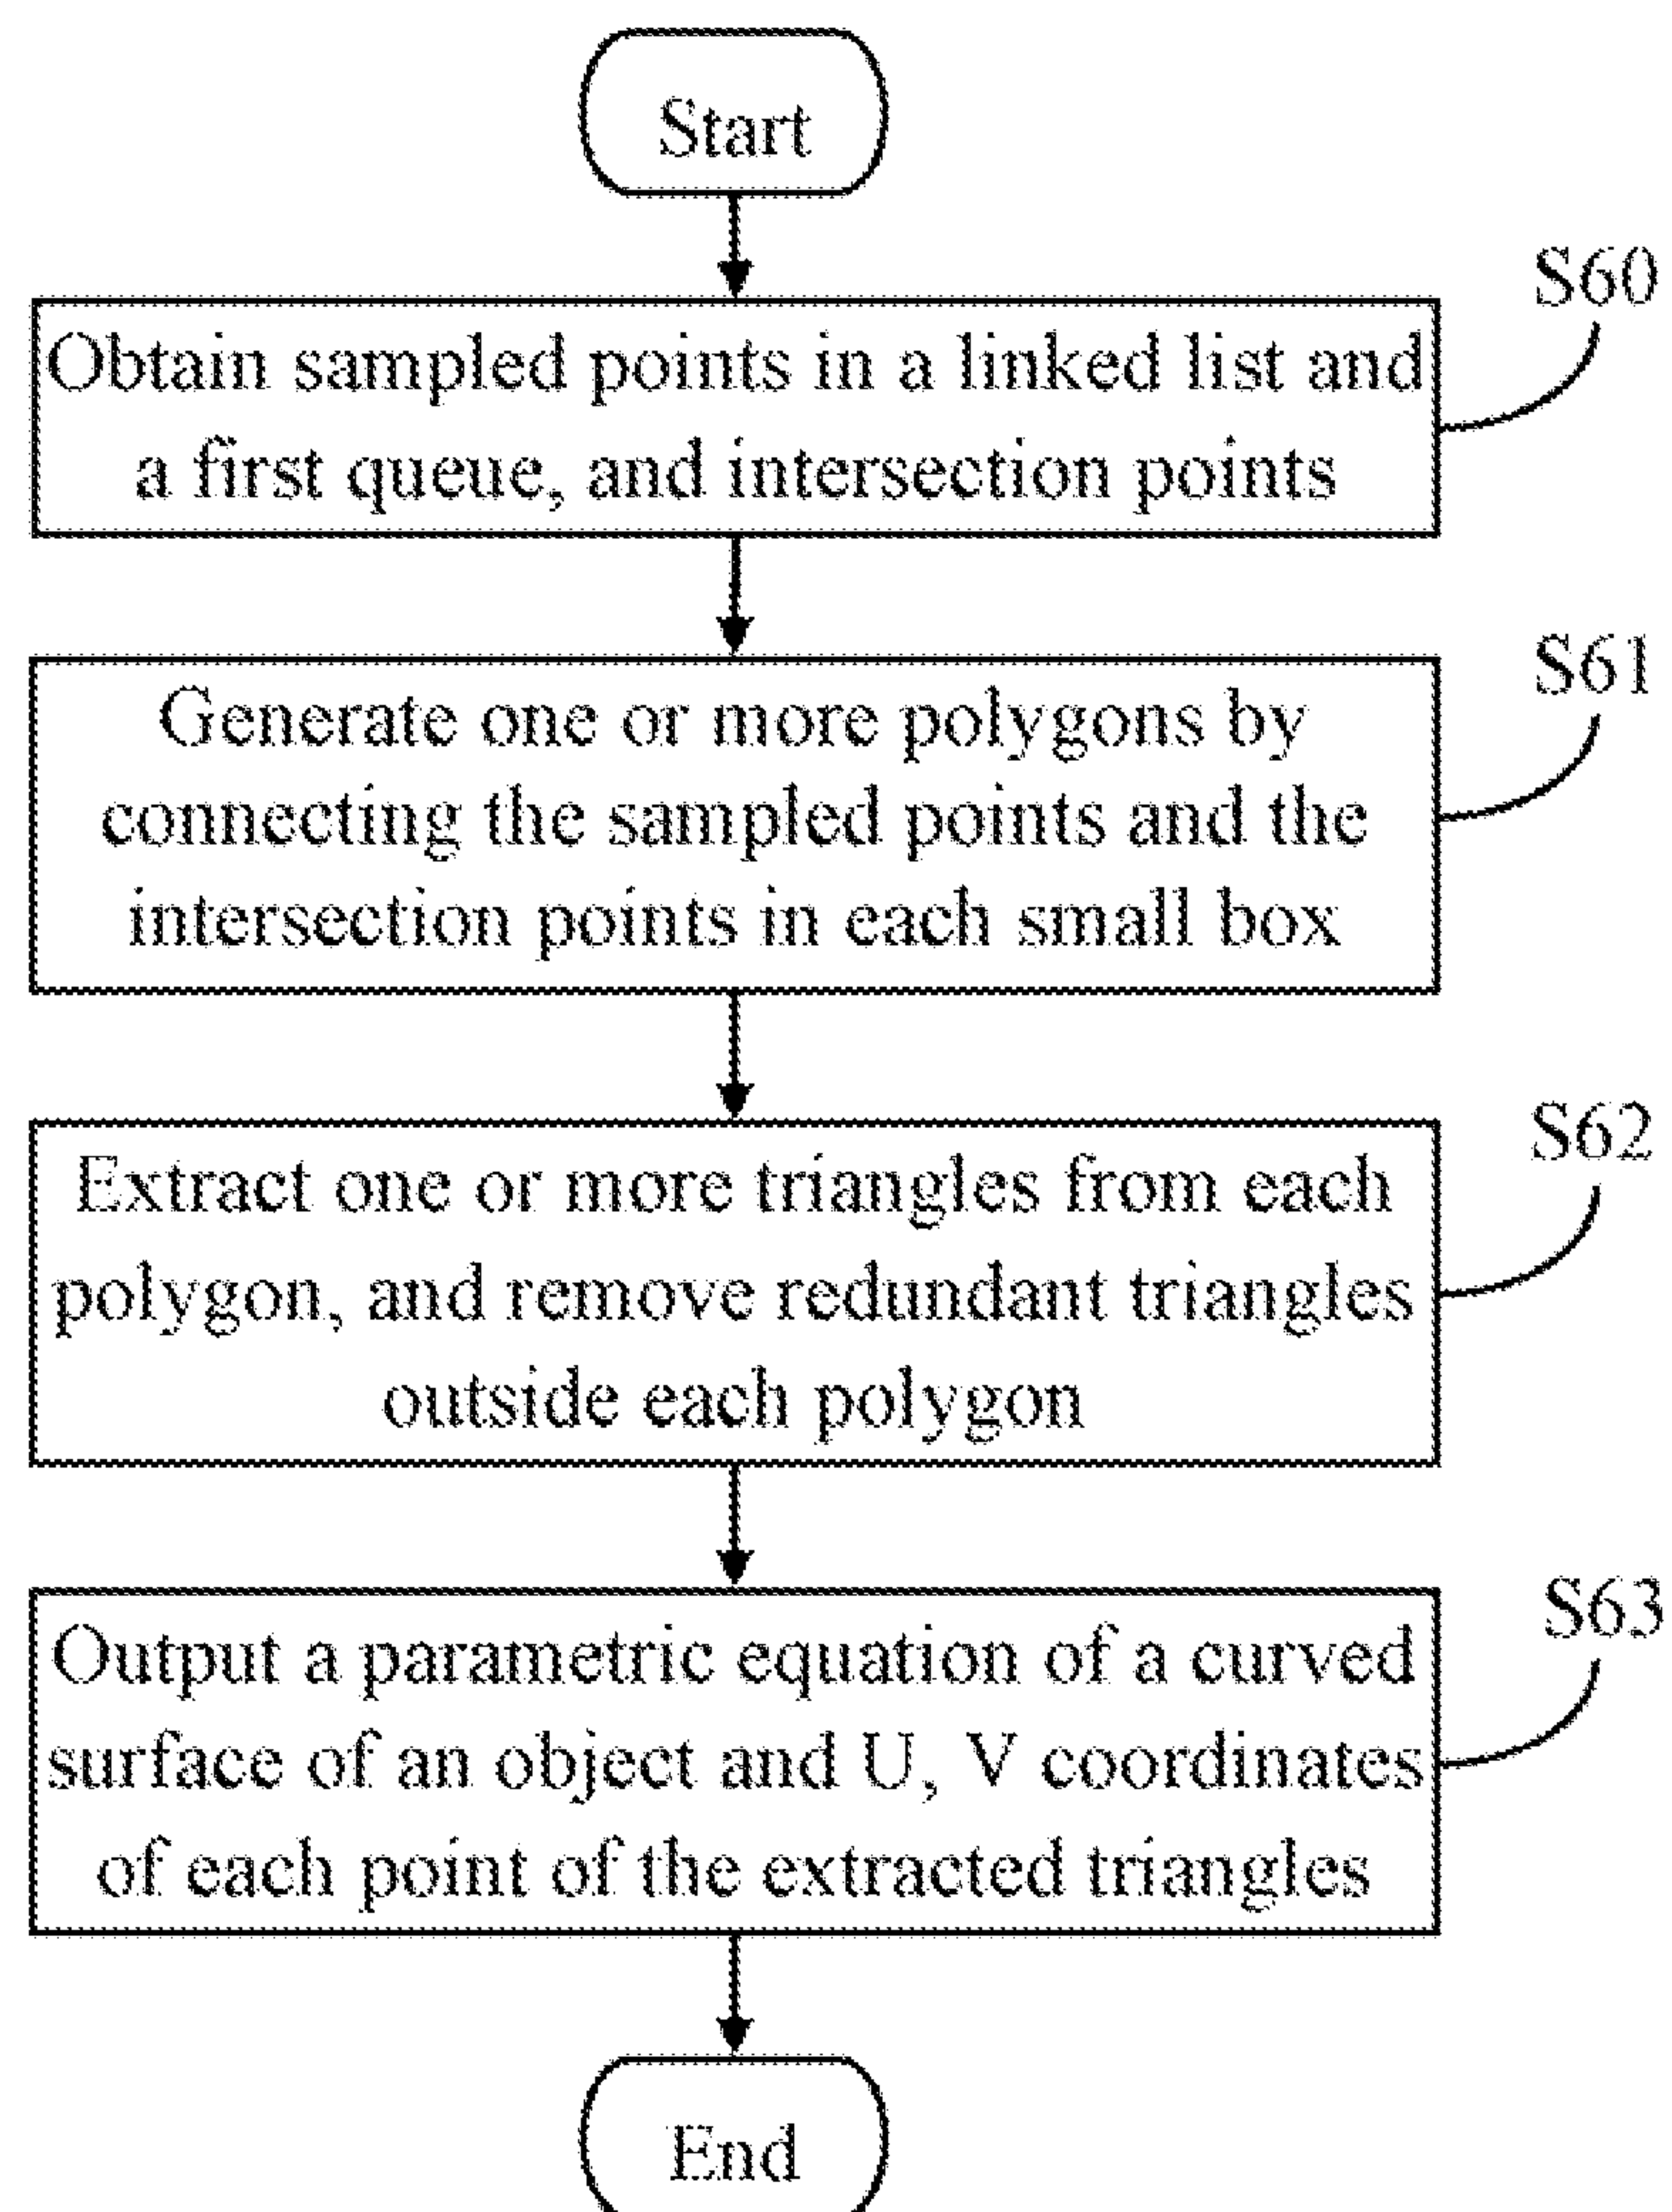 Start
S60
Obtain sampled points in a linked list and
a first queue, and intersection points
S61
Generate one or more polygons by
connecting the sampled points and the
intersection points in each small box
S62
Extract one or more triangles from each
polygon, and remove redundant triangles
outside each polygon
S63
Output a parametric equation of a curved
surface of an object and U, V coordinates
of each point of the extracted triangles
End